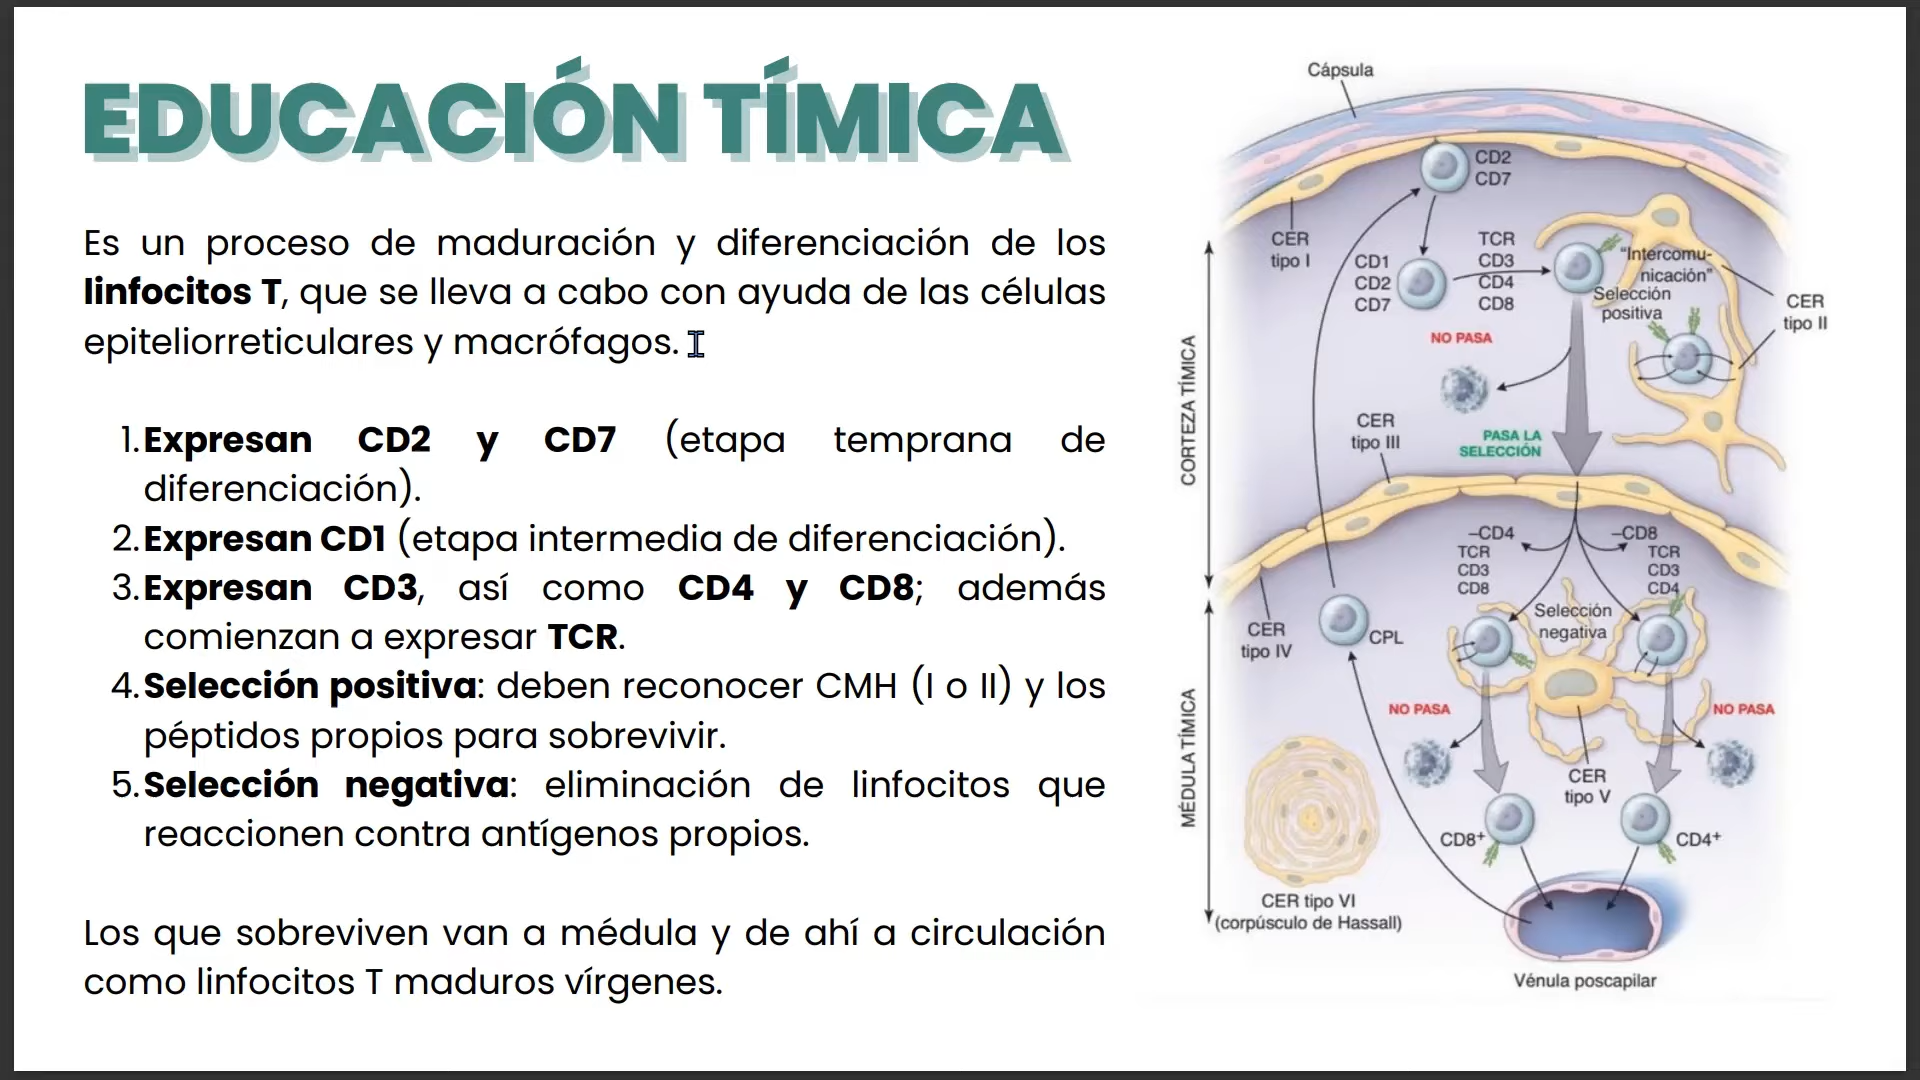 EDUCACIÓN TÍMICA
Es un proceso de maduración y diferenciación de los
linfocitos T, que se lleva a cabo con ayuda de las células
epiteliorreticulares y macrófagos.
1. Expresan CD2 y CD7 (etapa temprana de
diferenciación).
2. Expresan CD1 (etapa intermedia de diferenciación).
3. Expresan CD3, así como CD4 y CD8; además
comienzan a expresar TCR.
4. Selección positiva: deben reconocer CMH (I o II) y los
péptidos propios para sobrevivir.
5. Selección negativa: eliminación de linfocitos que
reaccionen contra antígenos propios.
Los que sobreviven van a médula y de ahí a circulación
como linfocitos T maduros vírgenes.
Cápsula
CD2
CD7
CER
tipo I
CD1
CD2
CD7
TCR
CD3
CD4
CD8
"Intercomu-
nicación"
Selección
positiva
CER
tipo II
NO PASA
CORTEZA TÍMICA
CER
tipo III
PASA LA
SELECCIÓN
–CD4
TCR
CD3
CD8
–CD8
TCR
CD3
CD4
CER
tipo IV
CPL
Selección
negativa
MÉDULA TÍMICA
NO PASA
NO PASA
CER
tipo V
CD8+
CD4+
CER tipo VI
(corpúsculo de Hassall)
Vénula poscapilar